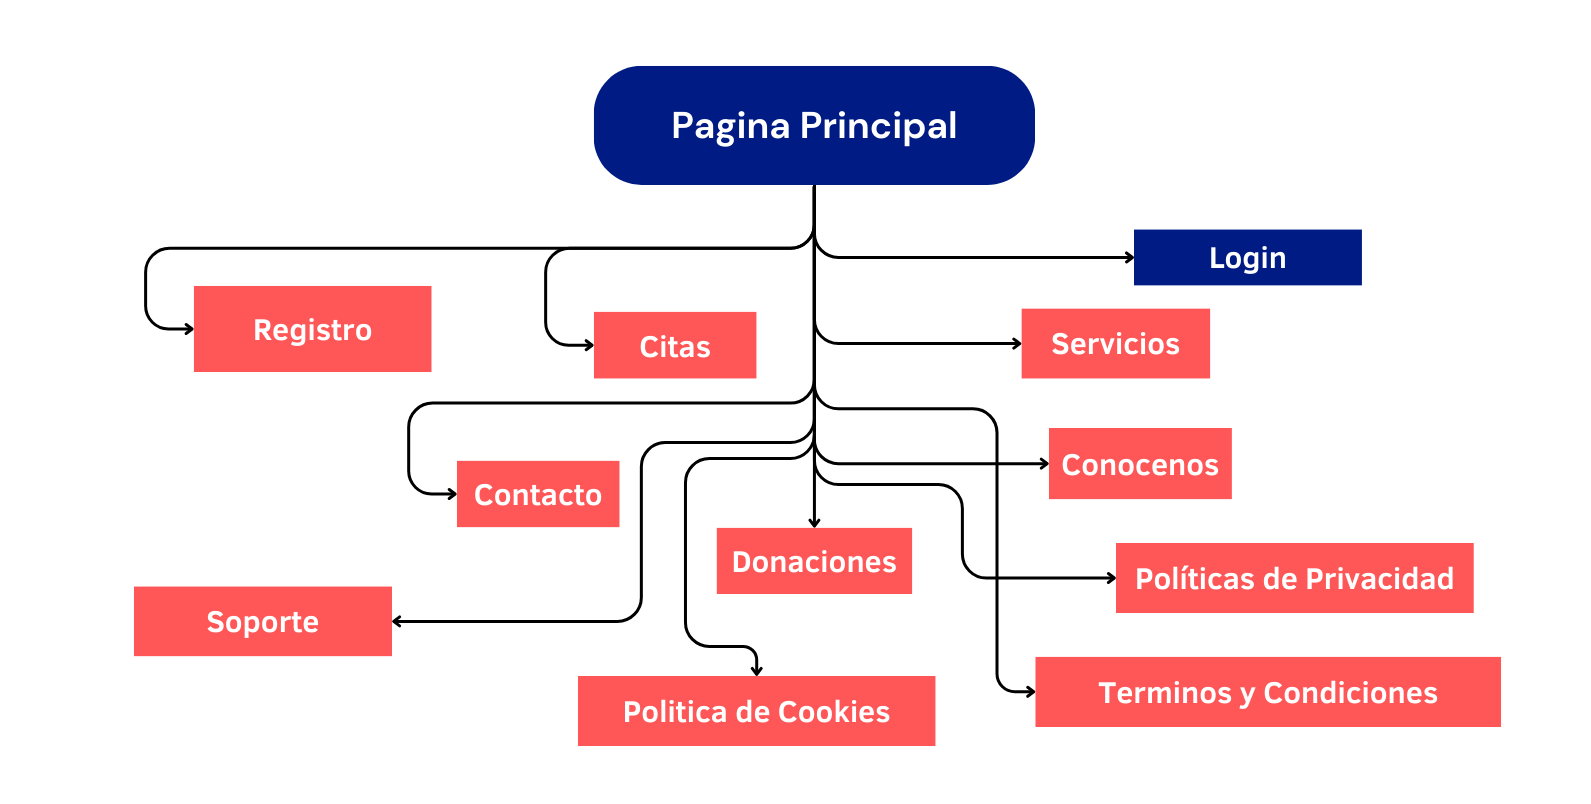 Pagina Principal
Login
Registro
Citas
Servicios
Contacto
Conocenos
Donaciones
Políticas de Privacidad
Soporte
Politica de Cookies
Terminos y Condiciones